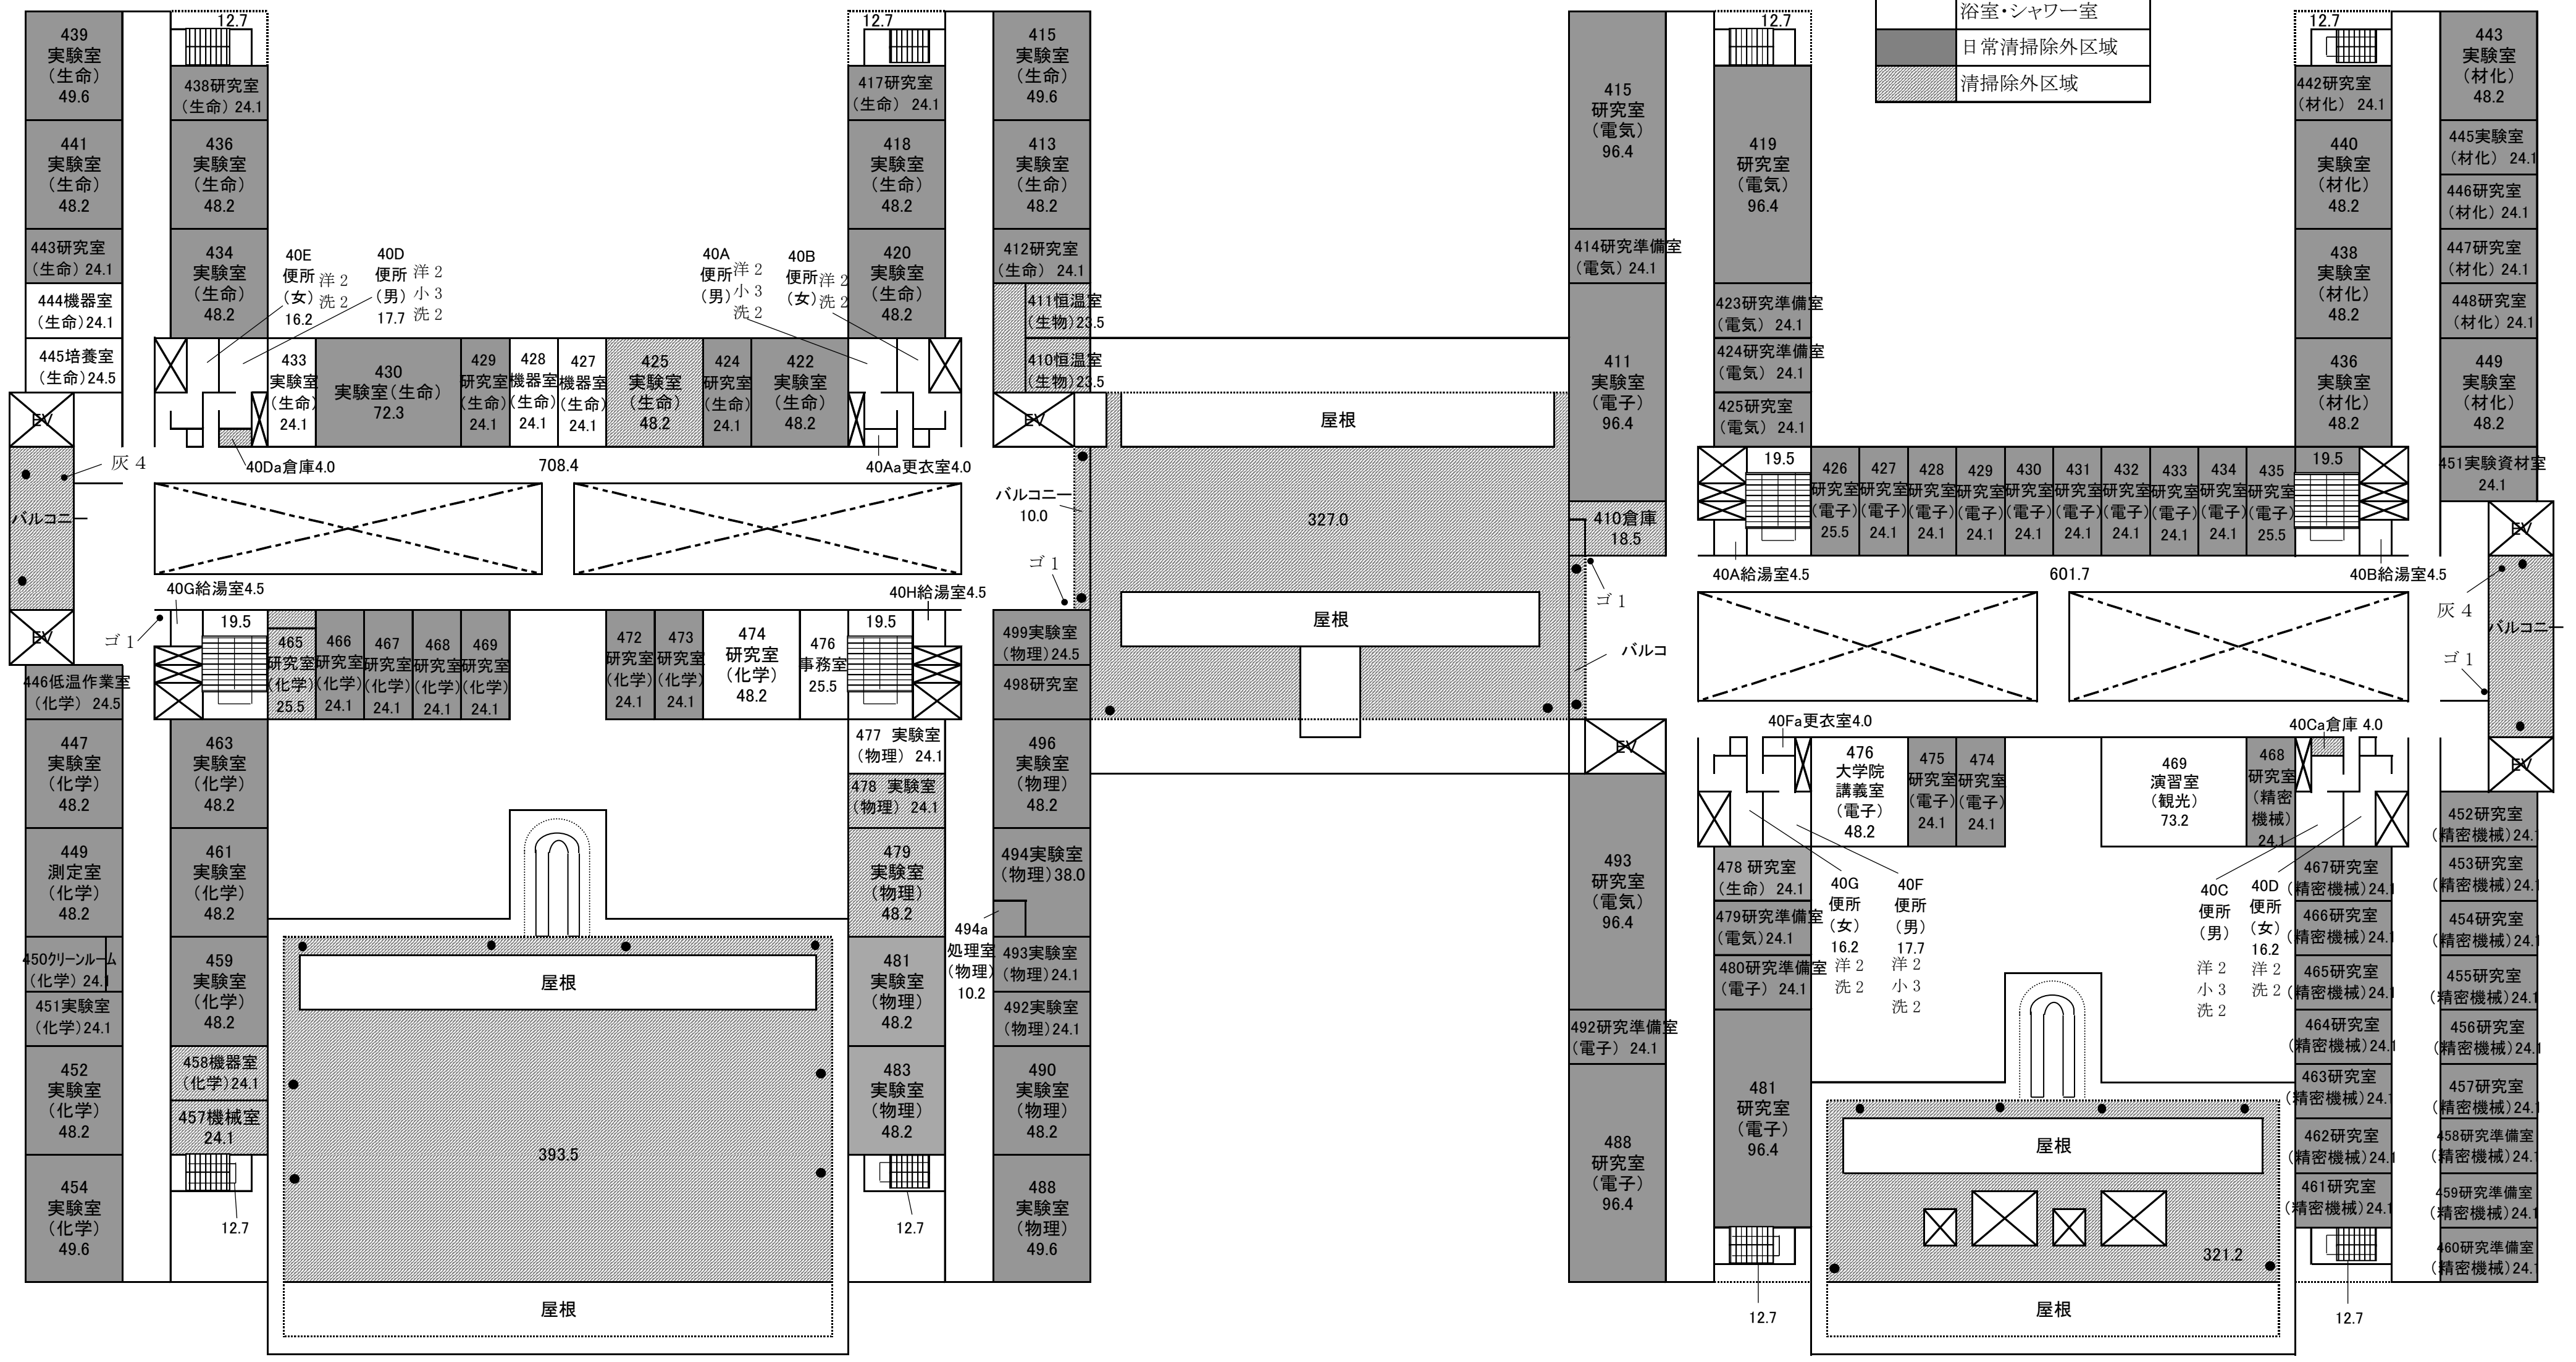 浴室・シャワー室
日常清掃除外区域
清掃除外区域
439
実験室
(生命)
49.6
441
実験室
(生命)
48.2
443研究室
(生命) 24.1
444機器室
(生命)24.1
445培養室
(生命)24.5
EV
バルコニー
灰4
EV
446低温作業室
(化学) 24.5
447
実験室
(化学)
48.2
449
測定室
(化学)
48.2
450クリーンルーム
(化学) 24.1
451実験室
(化学)24.1
452
実験室
(化学)
48.2
454
実験室
(化学)
49.6
12.7
438研究室
(生命) 24.1
436
実験室
(生命)
48.2
434
実験室
(生命)
48.2
40E
便所
(女)
16.2
洋2
洗2
40D
便所
(男)
17.7
洋2
小3
洗2
40A
便所
(男)
洋2
小3
洗2
40B
便所
(女)
洋2
洗2
12.7
417研究室
(生命) 24.1
418
実験室
(生命)
48.2
420
実験室
(生命)
48.2
433
実験室
(生命)
24.1
430
実験室(生命)
72.3
429
研究室
(生命)
24.1
428
機器室
(生命)
24.1
427
機器室
(生命)
24.1
425
実験室
(生命)
48.2
424
研究室
(生命)
24.1
422
実験室
(生命)
48.2
40Da倉庫4.0
708.4
40Aa更衣室4.0
40G給湯室4.5
ゴ1
40H給湯室4.5
19.5
465
研究室
(化学)
25.5
466
研究室
(化学)
24.1
467
研究室
(化学)
24.1
468
研究室
(化学)
24.1
469
研究室
(化学)
24.1
472
研究室
(化学)
24.1
473
研究室
(化学)
24.1
474
研究室
(化学)
48.2
476
事務室
25.5
19.5
463
実験室
(化学)
48.2
461
実験室
(化学)
48.2
459
実験室
(化学)
48.2
458機器室
(化学)24.1
457機械室
24.1
12.7
屋根
393.5
屋根
477 実験室
(物理) 24.1
478 実験室
(物理) 24.1
479
実験室
(物理)
48.2
481
実験室
(物理)
48.2
483
実験室
(物理)
48.2
12.7
415
実験室
(生命)
49.6
413
実験室
(生命)
48.2
412研究室
(生命) 24.1
411恒温室
(生物)23.5
410恒温室
(生物)23.5
EV
バルコニー
10.0
ゴ1
499実験室
(物理)24.5
498研究室
496
実験室
(物理)
48.2
494実験室
(物理)38.0
494a
処理室
(物理)
10.2
493実験室
(物理)24.1
492実験室
(物理)24.1
490
実験室
(物理)
48.2
488
実験室
(物理)
49.6
屋根
327.0
屋根
415
研究室
(電気)
96.4
414研究準備室
(電気) 24.1
411
実験室
(電子)
96.4
410倉庫
18.5
ゴ1
バルコ
EV
493
研究室
(電気)
96.4
492研究準備室
(電子) 24.1
488
研究室
(電子)
96.4
12.7
419
研究室
(電気)
96.4
423研究準備室
(電気) 24.1
424研究準備室
(電気) 24.1
425研究室
(電気) 24.1
19.5
426
研究室
(電子)
25.5
427
研究室
(電子)
24.1
428
研究室
(電子)
24.1
429
研究室
(電子)
24.1
430
研究室
(電子)
24.1
431
研究室
(電子)
24.1
432
研究室
(電子)
24.1
433
研究室
(電子)
24.1
434
研究室
(電子)
24.1
435
研究室
(電子)
25.5
19.5
40A給湯室4.5
601.7
40B給湯室4.5
40Fa更衣室4.0
40Ca倉庫 4.0
476
大学院
講義室
(電子)
48.2
475
研究室
(電子)
24.1
474
研究室
(電子)
24.1
469
演習室
(観光)
73.2
468
研究室
(精密
機械)
24.1
478 研究室
(生命) 24.1
479研究準備室
(電気)24.1
480研究準備室
(電子) 24.1
481
研究室
(電子)
96.4
12.7
40G
便所
(女)
16.2
洋2
洗2
40F
便所
(男)
17.7
洋2
小3
洗2
40C
便所
(男)
洋2
小3
洗2
40D
便所
(女)
16.2
洋2
洗2
屋根
321.2
屋根
12.7
442研究室
(材化) 24.1
440
実験室
(材化)
48.2
438
実験室
(材化)
48.2
436
実験室
(材化)
48.2
467研究室
(精密機械)24.1
466研究室
(精密機械)24.1
465研究室
(精密機械)24.1
464研究室
(精密機械)24.1
463研究室
(精密機械)24.1
462研究室
(精密機械)24.1
461研究室
(精密機械)24.1
12.7
443
実験室
(材化)
48.2
445実験室
(材化) 24.1
446研究室
(材化) 24.1
447研究室
(材化) 24.1
448研究室
(材化) 24.1
449
実験室
(材化)
48.2
451実験資材室
24.1
EV
灰4
バルコニー
ゴ1
EV
452研究室
(精密機械)24.1
453研究室
(精密機械)24.1
454研究室
(精密機械)24.1
455研究室
(精密機械)24.1
456研究室
(精密機械)24.1
457研究室
(精密機械)24.1
458研究準備室
(精密機械)24.1
459研究準備室
(精密機械)24.1
460研究準備室
(精密機械)24.1